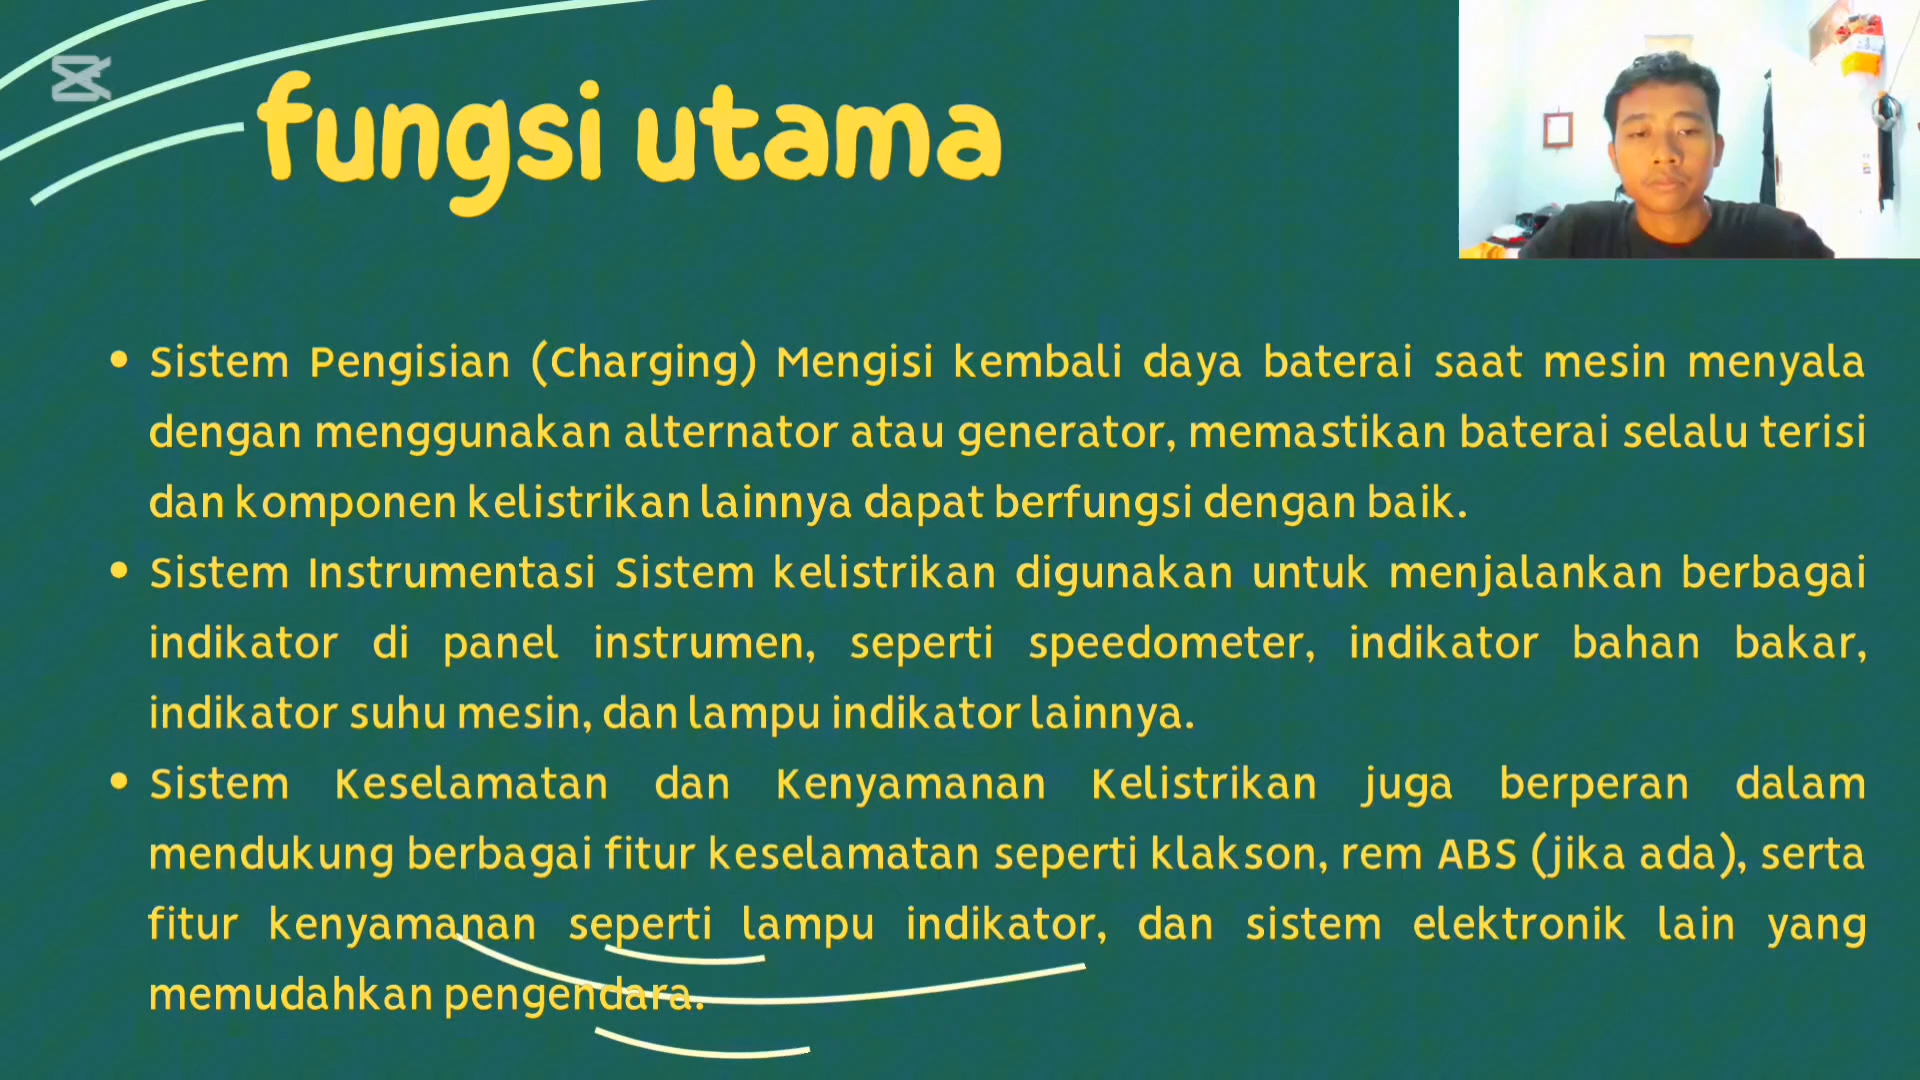 fungsi utama
• Sistem Pengisian (Charging) Mengisi kembali daya baterai saat mesin menyala
dengan menggunakan alternator atau generator, memastikan baterai selalu terisi
dan komponen kelistrikan lainnya dapat berfungsi dengan baik.
• Sistem Instrumentasi Sistem kelistrikan digunakan untuk menjalankan berbagai
indikator di panel instrumen, seperti speedometer, indikator bahan bakar,
indikator suhu mesin, dan lampu indikator lainnya.
• Sistem Keselamatan dan Kenyamanan Kelistrikan juga berperan dalam
mendukung berbagai fitur keselamatan seperti klakson, rem ABS (jika ada), serta
fitur kenyamanan seperti lampu indikator, dan sistem elektronik lain yang
memudahkan pengendara.